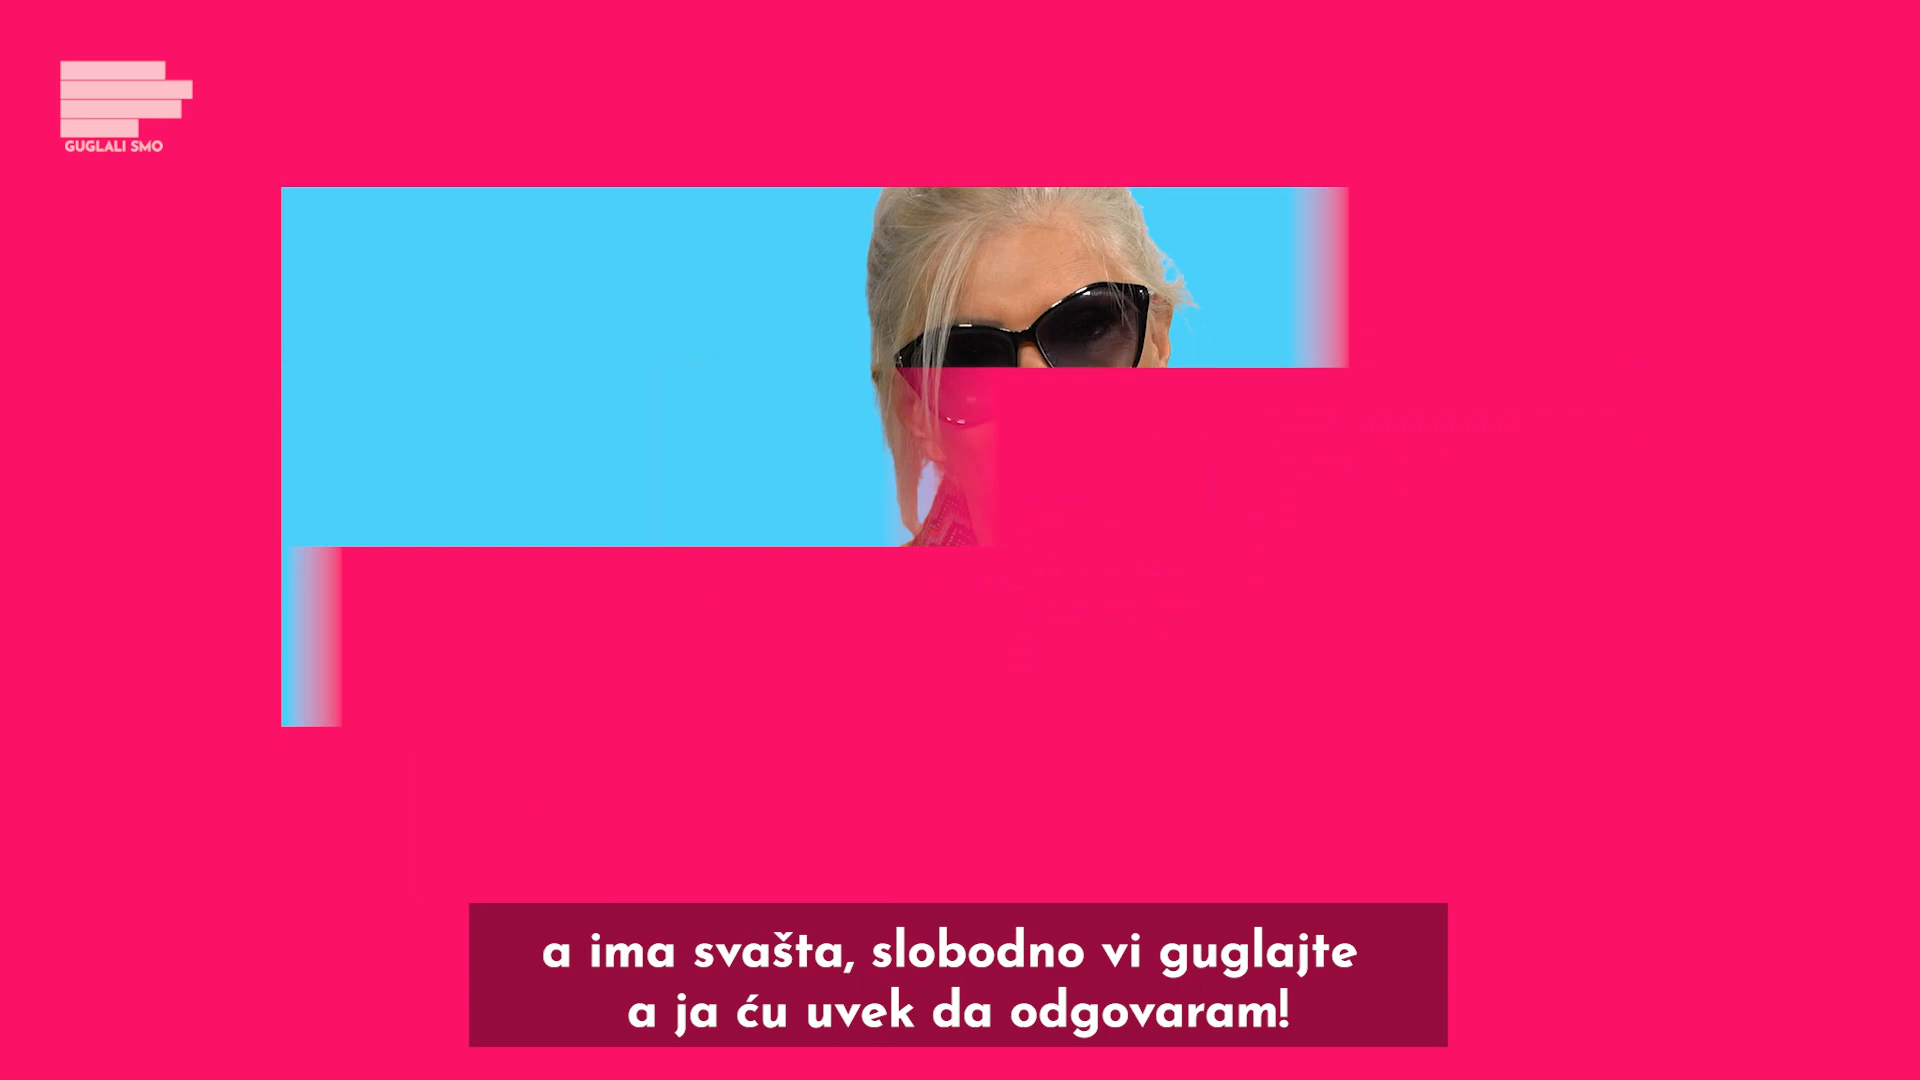 GUGLALI SMO
a ima svašta, slobodno vi guglajte
a ja ću uvek da odgovaram!